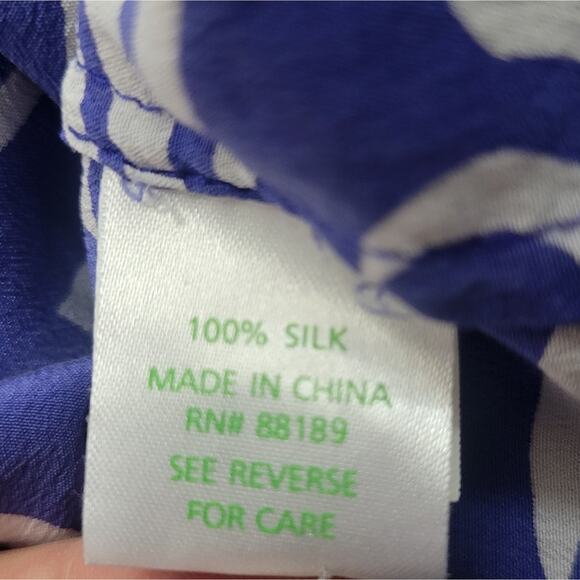 100% SILK
MADE IN CHINA
RN# 88189
SEE REVERSE
FOR CARE